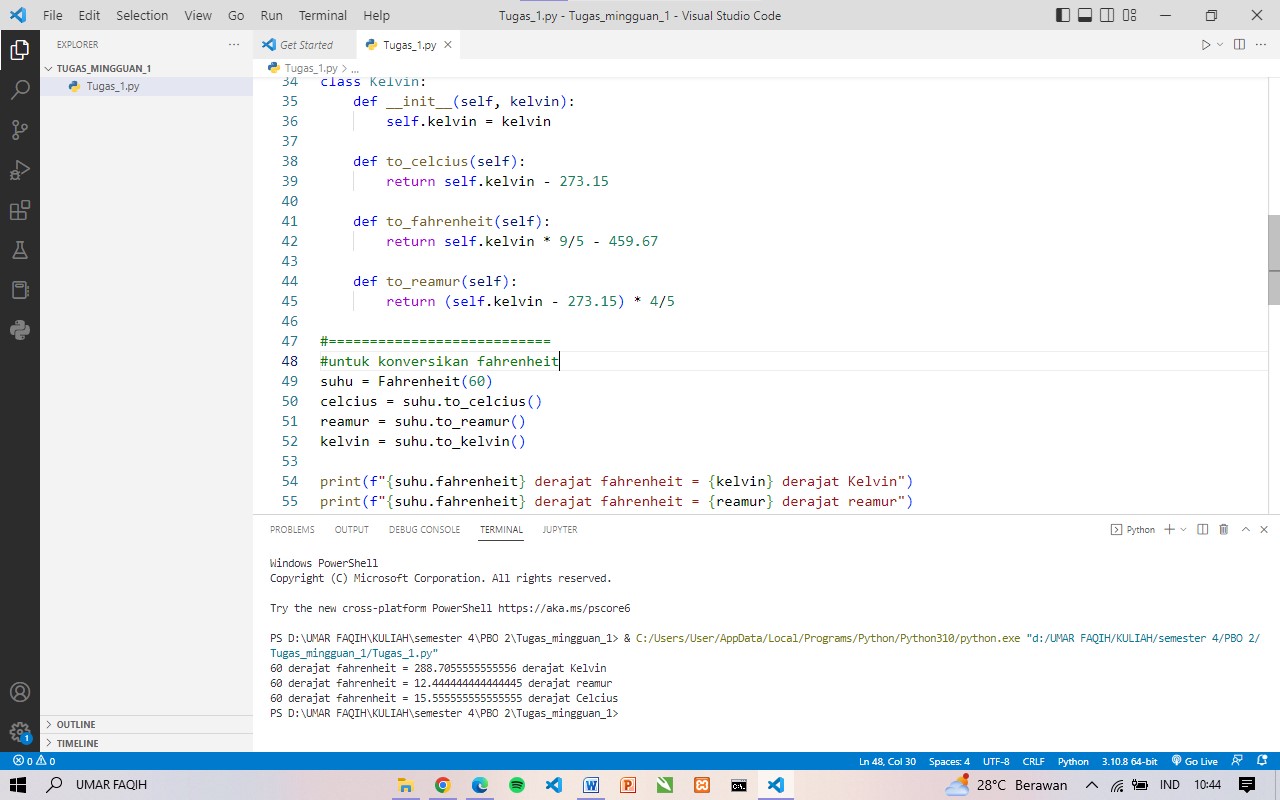 File Edit Selection View Go Run Terminal Help Tugas_1.py - Tugas_mingguan_1 - Visual Studio Code
EXPLORER ...
Get Started Tugas_1.py
TUGAS_MINGGUAN_1
Tugas_1.py
Tugas_1.py > ...
34 class Kelvin:
35     def __init__(self, kelvin):
36         self.kelvin = kelvin
37
38     def to_celcius(self):
39         return self.kelvin - 273.15
40
41     def to_fahrenheit(self):
42         return self.kelvin * 9/5 - 459.67
43
44     def to_reamur(self):
45         return (self.kelvin - 273.15) * 4/5
46
47 #===========================
48 #untuk konversikan fahrenheit
49 suhu = Fahrenheit(60)
50 celcius = suhu.to_celcius()
51 reamur = suhu.to_reamur()
52 kelvin = suhu.to_kelvin()
53
54 print(f"{suhu.fahrenheit} derajat fahrenheit = {kelvin} derajat Kelvin")
55 print(f"{suhu.fahrenheit} derajat fahrenheit = {reamur} derajat reamur")
PROBLEMS OUTPUT DEBUG CONSOLE TERMINAL JUPYTER Python
Windows PowerShell
Copyright (C) Microsoft Corporation. All rights reserved.
Try the new cross-platform PowerShell https://aka.ms/pscore6
PS D:\UMAR FAQIH\KULIAH\semester 4\PBO 2\Tugas_mingguan_1> & C:/Users/User/AppData/Local/Programs/Python/Python310/python.exe "d:/UMAR FAQIH/KULIAH/semester 4/PBO 2/
Tugas_mingguan_1/Tugas_1.py"
60 derajat fahrenheit = 288.7055555555556 derajat Kelvin
60 derajat fahrenheit = 12.444444444444445 derajat reamur
60 derajat fahrenheit = 15.555555555555555 derajat Celcius
PS D:\UMAR FAQIH\KULIAH\semester 4\PBO 2\Tugas_mingguan_1>
OUTLINE
TIMELINE
0 0 Ln 48, Col 30 Spaces: 4 UTF-8 CRLF Python 3.10.8 64-bit Go Live
UMAR FAQIH 28°C Berawan IND 10:44